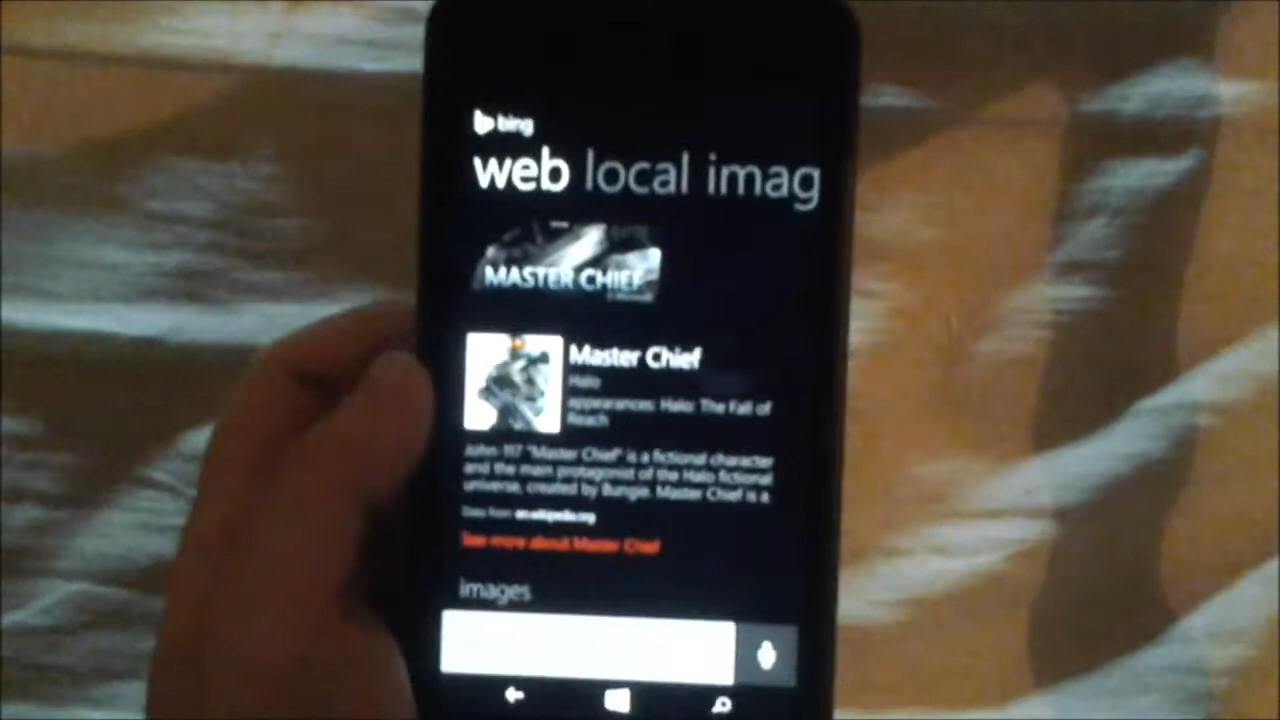 bing
web local imag
MASTER CHIEF
Master Chief
Halo
appearances: Halo: The Fall of
Reach
John-117 "Master Chief" is a fictional character
and the main protagonist of the Halo fictional
universe, created by Bungie. Master Chief is a
Data from en.wikipedia.org
See more about Master Chief
images